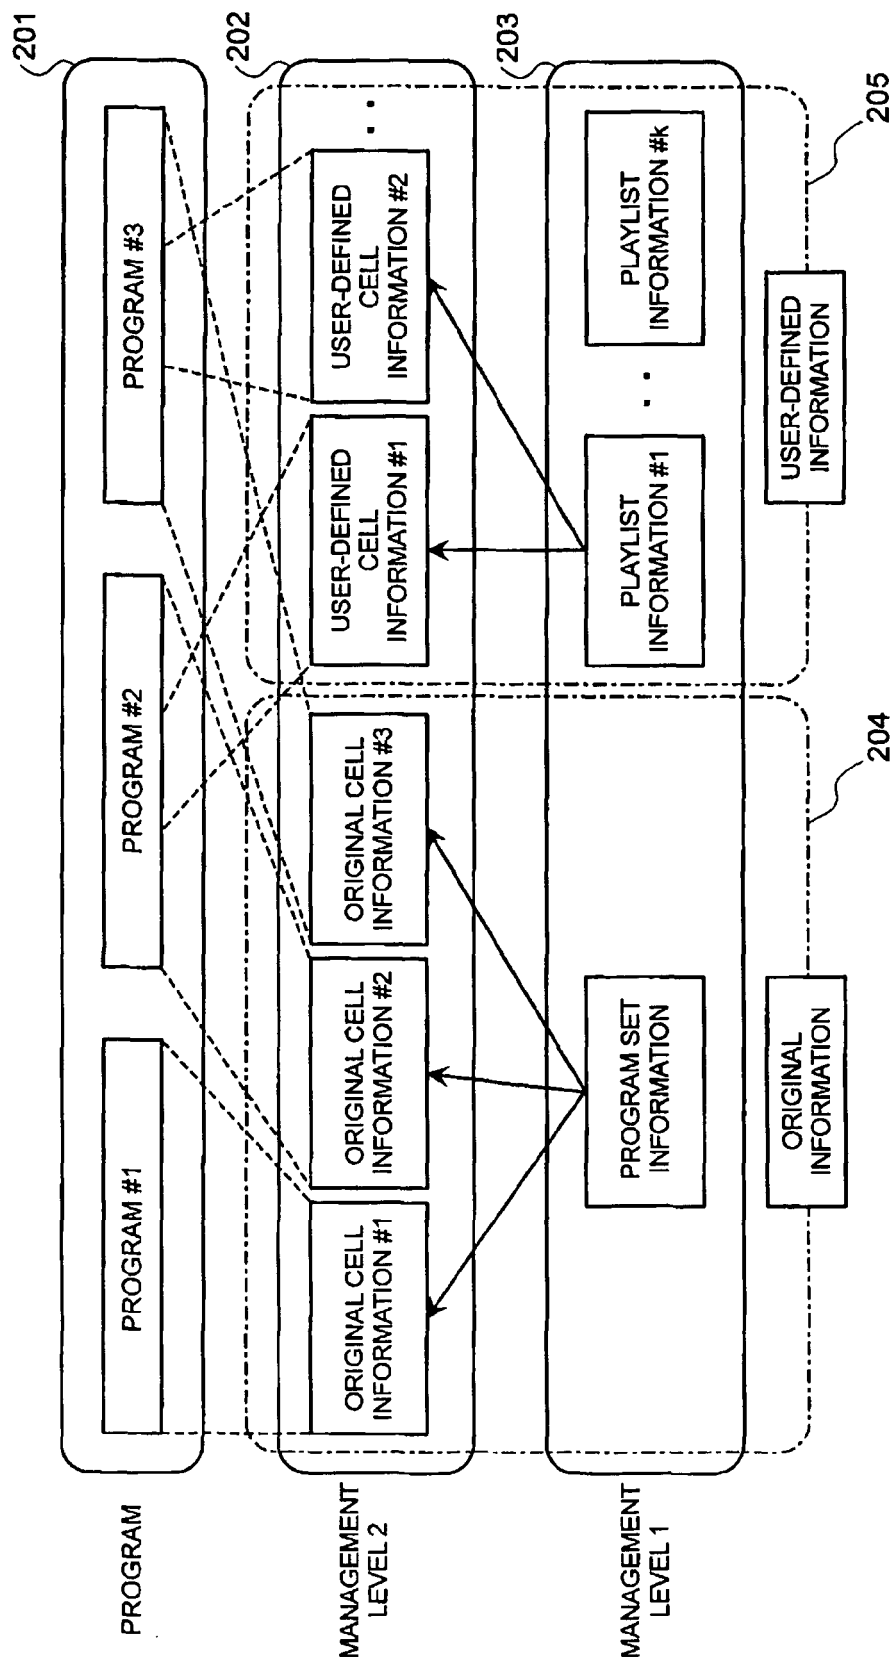 PROGRAM
PROGRAM #1
PROGRAM #2
PROGRAM #3
201
MANAGEMENT
LEVEL 2
ORIGINAL CELL
INFORMATION #1
ORIGINAL CELL
INFORMATION #2
ORIGINAL CELL
INFORMATION #3
USER-DEFINED
CELL
INFORMATION #1
USER-DEFINED
CELL
INFORMATION #2
202
MANAGEMENT
LEVEL 1
PROGRAM SET
INFORMATION
PLAYLIST
INFORMATION #1
PLAYLIST
INFORMATION #k
203
ORIGINAL
INFORMATION
204
USER-DEFINED
INFORMATION
205